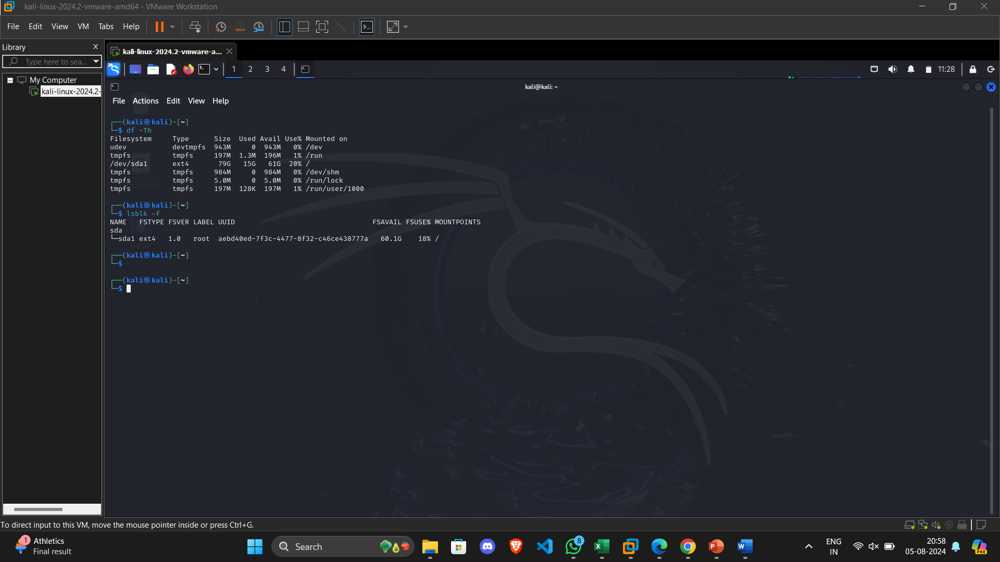 kali-linux-2024.2-vmware-amd64 - VMware Workstation
File Edit View VM Tabs Help
Library
Type here to sea...
My Computer
kali-linux-2024.2-
kali-linux-2024.2-vmware-a...
1 2 3 4
11:28
kali@kali: ~
File Actions Edit View Help
┌──(kali㉿kali)-[~]
└─$ df -Th
Filesystem Type Size Used Avail Use% Mounted on
udev devtmpfs 943M 0 943M 0% /dev
tmpfs tmpfs 197M 1.3M 196M 1% /run
/dev/sda1 ext4 79G 15G 61G 20% /
tmpfs tmpfs 984M 0 984M 0% /dev/shm
tmpfs tmpfs 5.0M 0 5.0M 0% /run/lock
tmpfs tmpfs 197M 128K 197M 1% /run/user/1000
┌──(kali㉿kali)-[~]
└─$ lsblk -f
NAME FSTYPE FSVER LABEL UUID FSAVAIL FSUSE% MOUNTPOINTS
sda
└─sda1 ext4 1.0 root aebd40ed-7f3c-4477-8f32-c46ce438777a 60.1G 18% /
Home
┌──(kali㉿kali)-[~]
└─$
┌──(kali㉿kali)-[~]
└─$
To direct input to this VM, move the mouse pointer inside or press Ctrl+G.
1
Athletics
Final result
Search
8
ENG
IN
20:58
05-08-2024
PRE